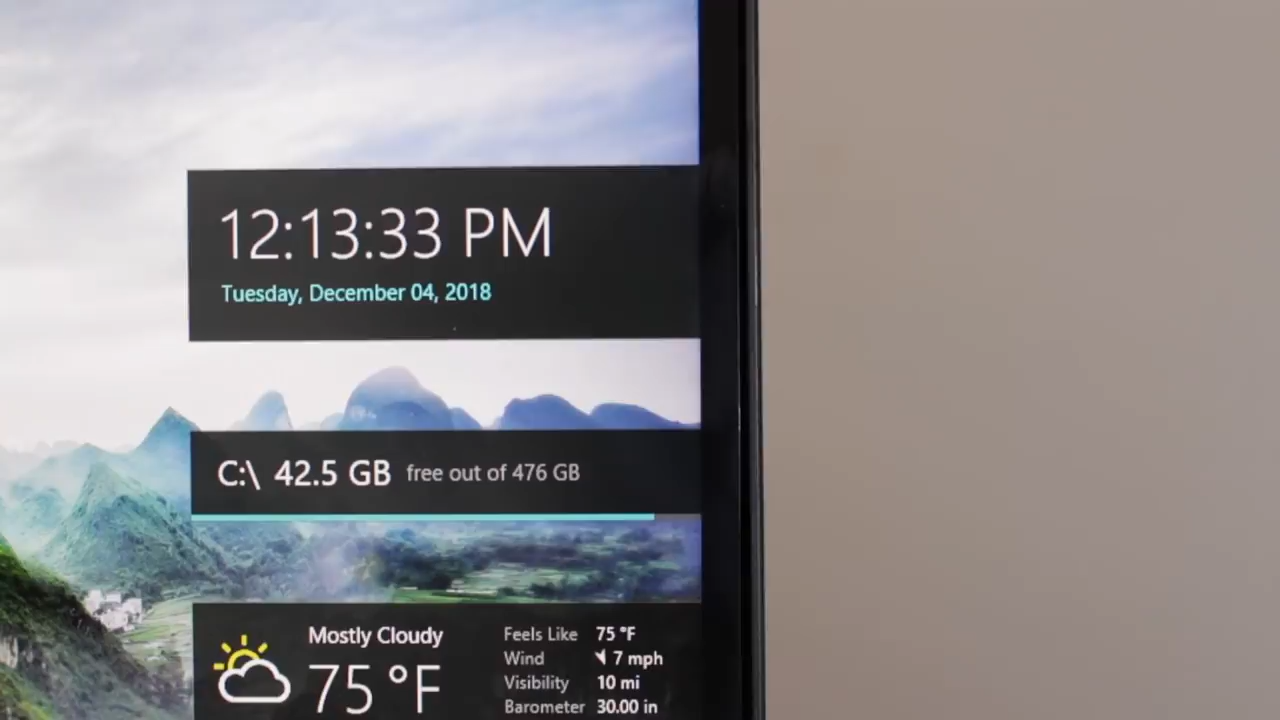 12:13:33 PM
Tuesday, December 04, 2018
C:\ 42.5 GB free out of 476 GB
Mostly Cloudy
75 °F
Feels Like 75 °F
Wind 7 mph
Visibility 10 mi
Barometer 30.00 in